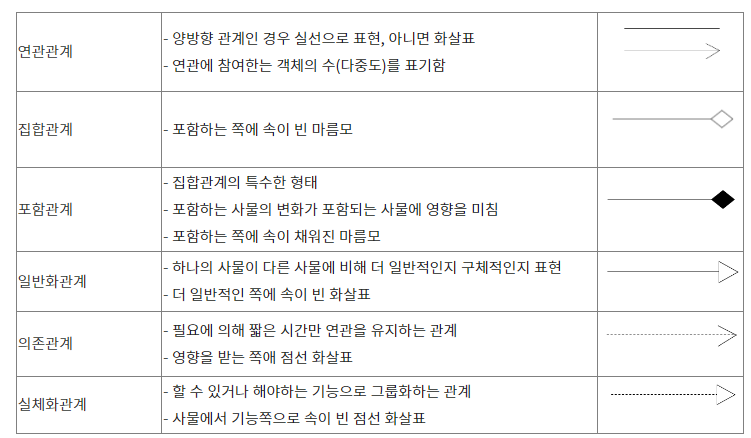 연관관계
- 양방향 관계인 경우 실선으로 표현, 아니면 화살표
- 연관에 참여한는 객체의 수(다중도)를 표기함
집합관계
- 포함하는 쪽에 속이 빈 마름모
포함관계
- 집합관계의 특수한 형태
- 포함하는 사물의 변화가 포함되는 사물에 영향을 미침
- 포함하는 쪽에 속이 채워진 마름모
일반화관계
- 하나의 사물이 다른 사물에 비해 더 일반적인지 구체적인지 표현
- 더 일반적인 쪽에 속이 빈 화살표
의존관계
- 필요에 의해 짧은 시간만 연관을 유지하는 관계
- 영향을 받는 쪽애 점선 화살표
실체화관계
- 할 수 있거나 해야하는 기능으로 그룹화하는 관계
- 사물에서 기능쪽으로 속이 빈 점선 화살표